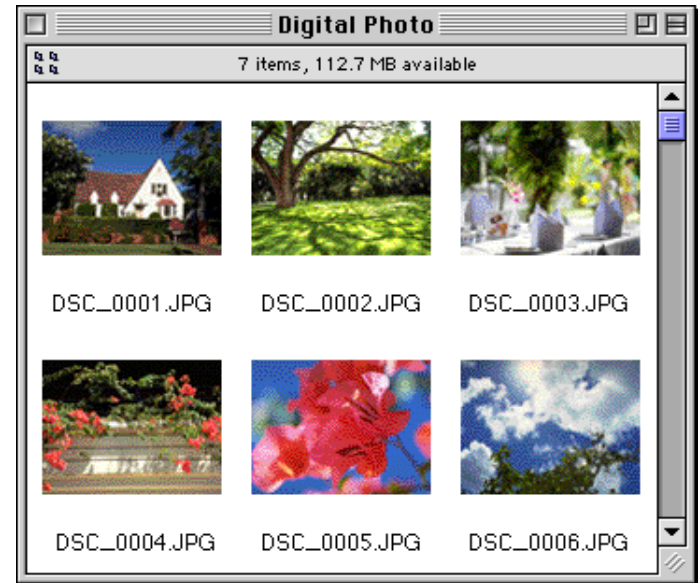 Digital Photo
7 items, 112.7 MB available
DSC_0001.JPG DSC_0002.JPG DSC_0003.JPG
DSC_0004.JPG DSC_0005.JPG DSC_0006.JPG